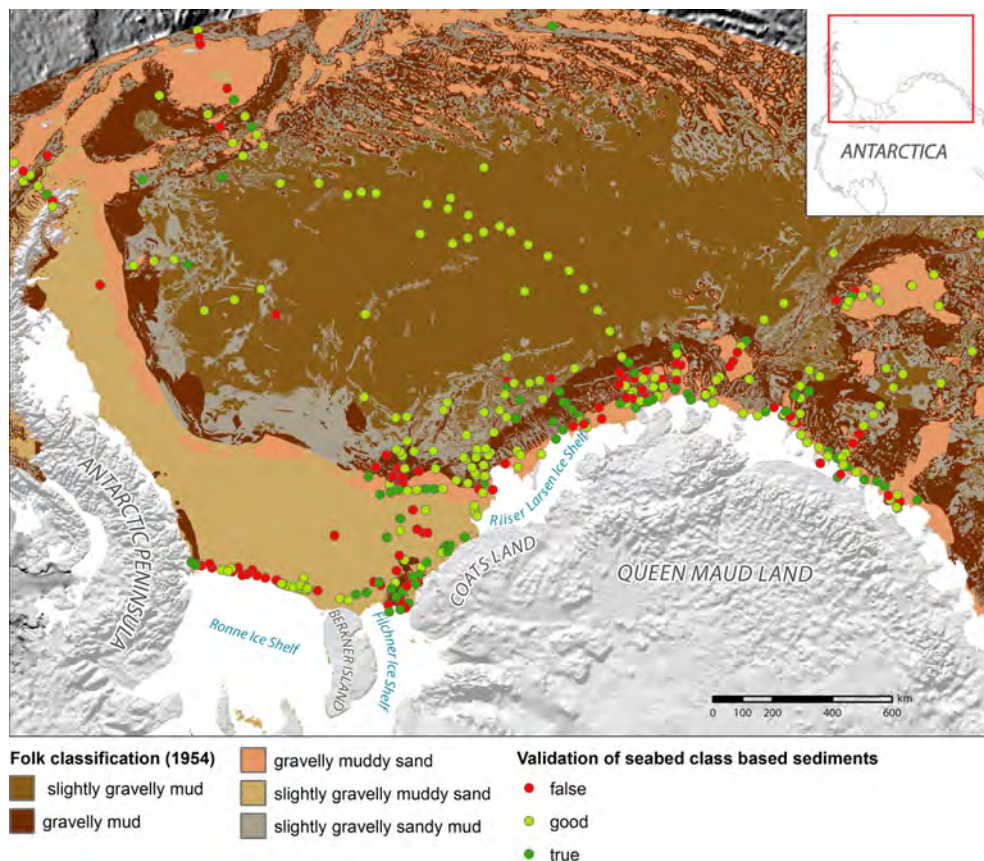 ANTARCTICA
ANTARCTIC PENINSULA
Ronne Ice Shelf
BERKNER ISLAND
Filchner Ice Shelf
COATS LAND
Riiser Larsen Ice Shelf
QUEEN MAUD LAND
km
0 100 200 400 600
Folk classification (1954)
slightly gravelly mud
gravelly mud
gravelly muddy sand
slightly gravelly muddy sand
slightly gravelly sandy mud
Validation of seabed class based sediments
false
good
true